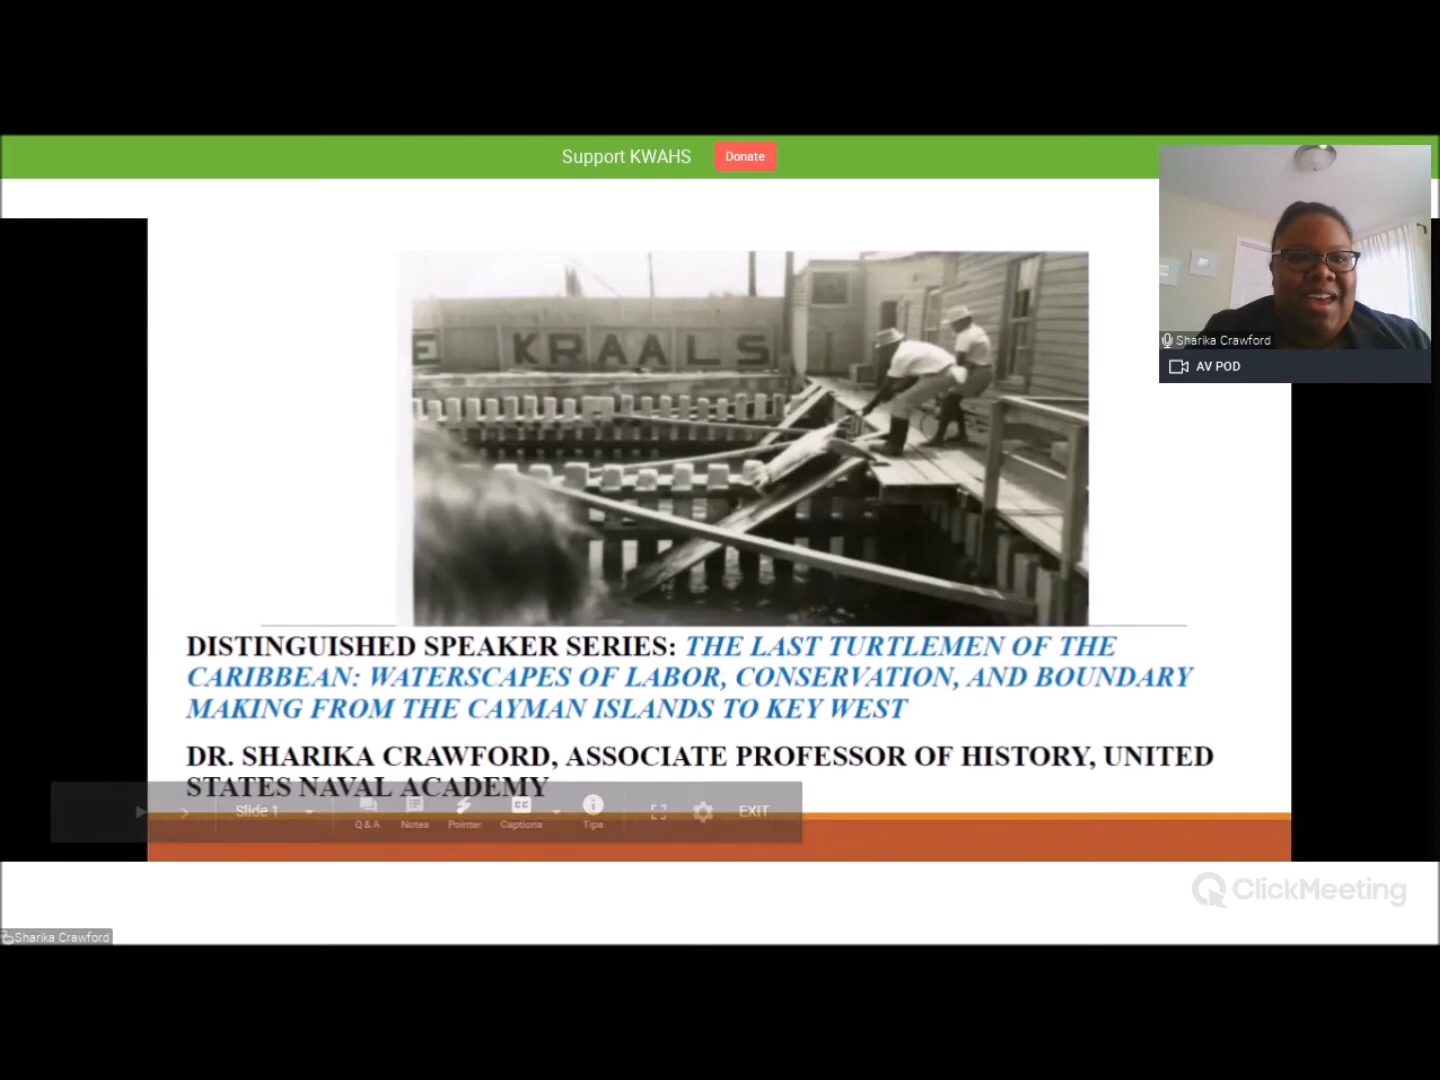 Support KWAHS
Donate
E KRAALS
Sharika Crawford
AV POD
DISTINGUISHED SPEAKER SERIES: THE LAST TURTLEMEN OF THE
CARIBBEAN: WATERSCAPES OF LABOR, CONSERVATION, AND BOUNDARY
MAKING FROM THE CAYMAN ISLANDS TO KEY WEST
DR. SHARIKA CRAWFORD, ASSOCIATE PROFESSOR OF HISTORY, UNITED
STATES NAVAL ACADEMY
Slide 1
Q & A
Notes
Pointer
Captions
Tips
EXIT
ClickMeeting
Sharika Crawford